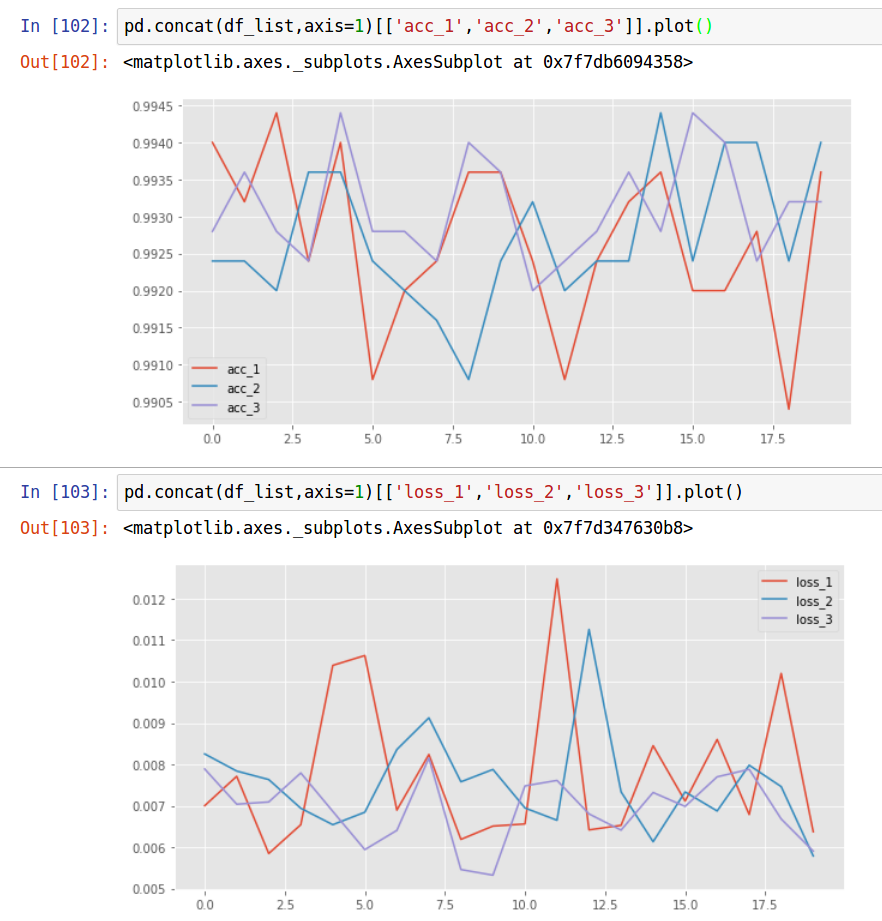 In [102]: pd.concat(df_list,axis=1)[['acc_1','acc_2','acc_3']].plot()
Out[102]: <matplotlib.axes._subplots.AxesSubplot at 0x7f7db6094358>
0.9945
0.9940
0.9935
0.9930
0.9925
0.9920
0.9915
0.9910
0.9905
acc_1
acc_2
acc_3
0.0 2.5 5.0 7.5 10.0 12.5 15.0 17.5
In [103]: pd.concat(df_list,axis=1)[['loss_1','loss_2','loss_3']].plot()
Out[103]: <matplotlib.axes._subplots.AxesSubplot at 0x7f7d347630b8>
loss_1
loss_2
loss_3
0.012
0.011
0.010
0.009
0.008
0.007
0.006
0.005
0.0 2.5 5.0 7.5 10.0 12.5 15.0 17.5